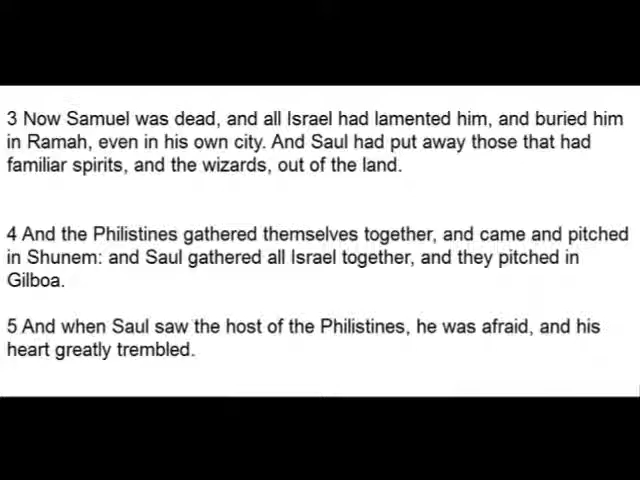 3 Now Samuel was dead, and all Israel had lamented him, and buried him
in Ramah, even in his own city. And Saul had put away those that had
familiar spirits, and the wizards, out of the land.
4 And the Philistines gathered themselves together, and came and pitched
in Shunem: and Saul gathered all Israel together, and they pitched in
Gilboa.
5 And when Saul saw the host of the Philistines, he was afraid, and his
heart greatly trembled.